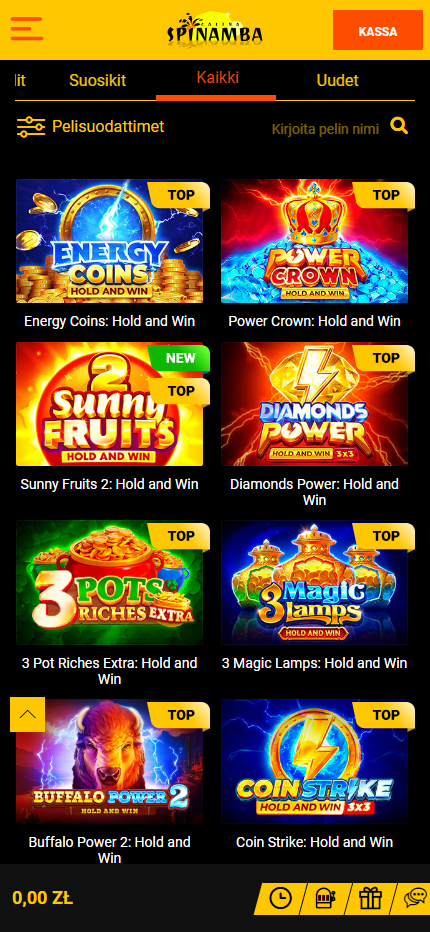 CASINO
SPINAMBA
KASSA
lit
Suosikit
Kaikki
Uudet
Pelisuodattimet
Kirjoita pelin nimi
TOP
ENERGY
COINS
HOLD AND WIN
Energy Coins: Hold and Win
TOP
POWER
CROWN
HOLD AND WIN
Power Crown: Hold and Win
NEW
TOP
2
Sunny
FRUITS
HOLD AND WIN
Sunny Fruits 2: Hold and Win
TOP
DIAMONDS
POWER
HOLD AND WIN 3X3
Diamonds Power: Hold and
Win
TOP
3 POTS
RICHES EXTRA
3 Pot Riches Extra: Hold and
Win
TOP
3 Magic
Lamps
HOLD AND WIN
3 Magic Lamps: Hold and Win
TOP
BUFFALO POWER 2
HOLD AND WIN
Buffalo Power 2: Hold and
Win
TOP
COIN STRIKE
HOLD AND WIN 3X3
Coin Strike: Hold and Win
0,00 ZŁ